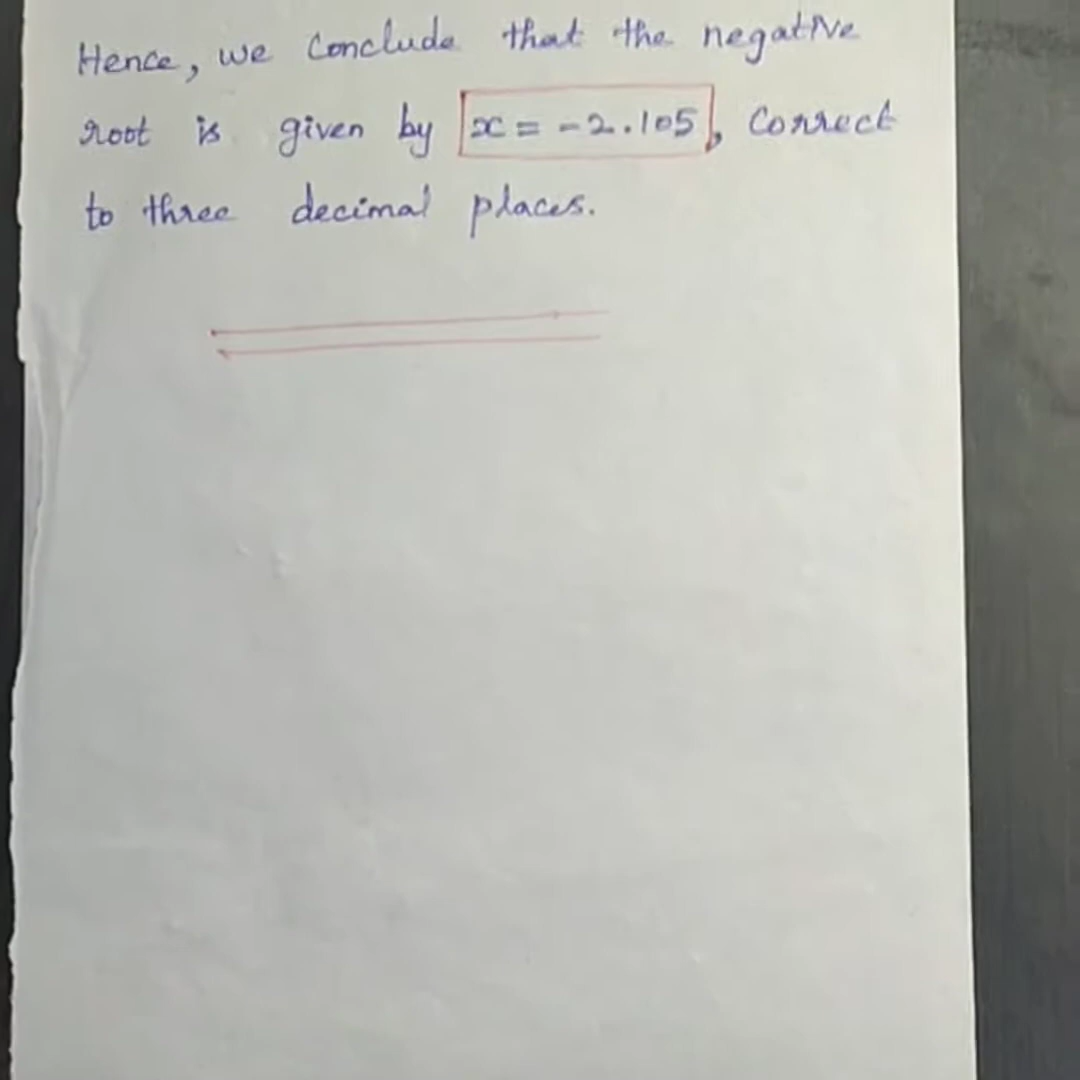 Hence, we Conclude that the negative
root is given by x = -2.105, Correct
to three decimal places.